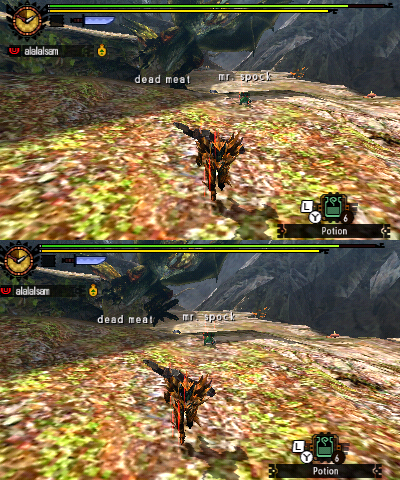 alalalsam
dead meat
mr. spock
L
Y
6
Potion
alalalsam
dead meat
mr. spock
L
Y
6
Potion